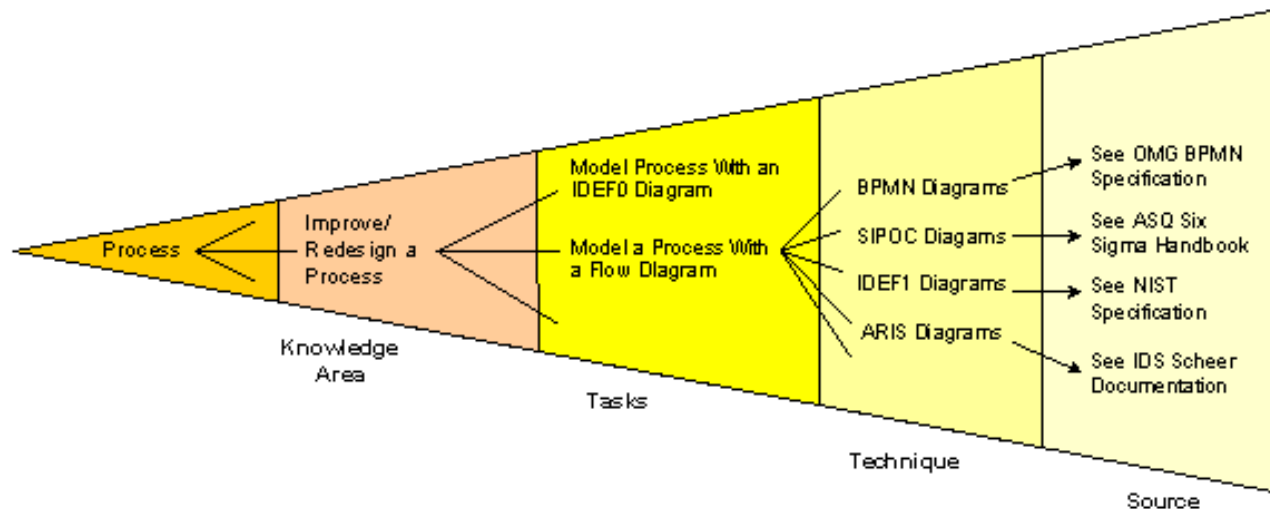 Process
Improve/
Redesign a
Process
Knowledge
Area
Model Process With an
IDEF0 Diagram
Model a Process With
a Flow Diagram
Tasks
BPMN Diagrams
SIPOC Diagams
IDEF1 Diagrams
ARIS Diagrams
Technique
See OMG BPMN
Specification
See ASQ Six
Sigma Handbook
See NIST
Specification
See IDS Scheer
Documentation
Source